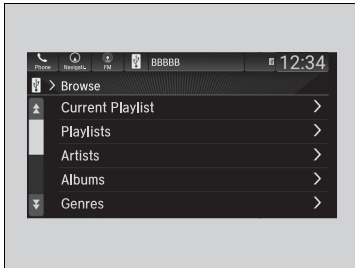 Phone Navigati.. FM BBBBB 12:34
> Browse
Current Playlist
Playlists
Artists
Albums
Genres